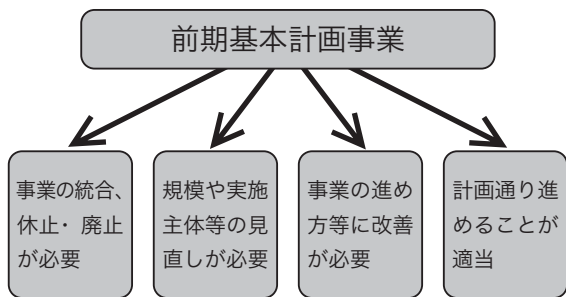 前期基本計画事業
事業の統合、
休止・廃止
が必要
規模や実施
主体等の見
直しが必要
事業の進め
方等に改善
が必要
計画通り進
めることが
適当